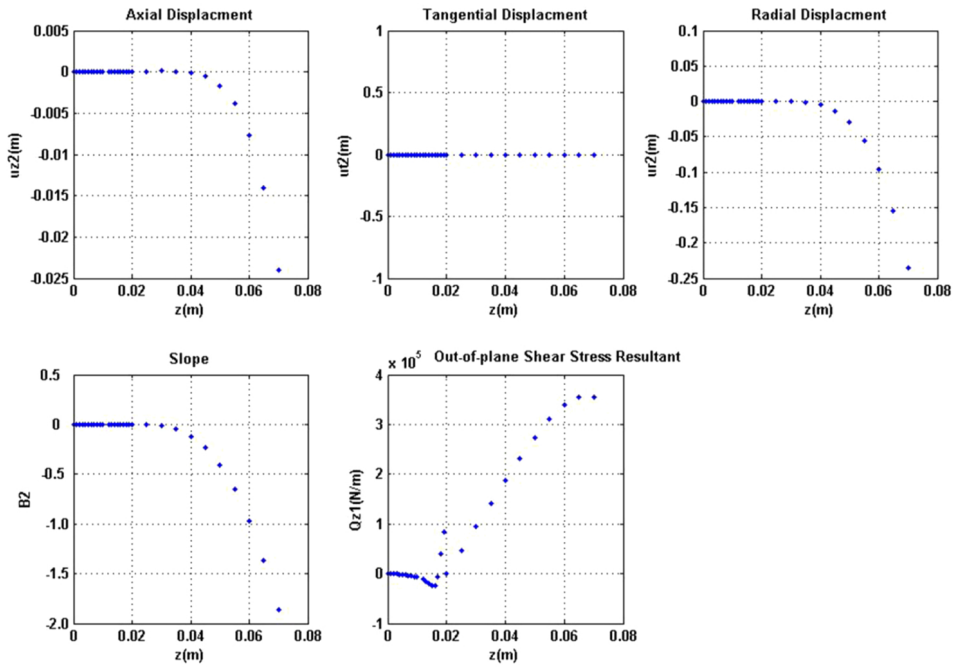 Axial Displacment
0.005
0
-0.005
-0.01
-0.015
-0.02
-0.025
uz2(m)
0 0.02 0.04 0.06 0.08
z(m)
Tangential Displacment
1
0.5
0
-0.5
-1
ut2(m)
0 0.02 0.04 0.06 0.08
z(m)
Radial Displacment
0.1
0.05
0
-0.05
-0.1
-0.15
-0.2
-0.25
ur2(m)
0 0.02 0.04 0.06 0.08
z(m)
Slope
0.5
0
-0.5
-1.0
-1.5
-2.0
B2
0 0.02 0.04 0.06 0.08
z(m)
x 10⁵ Out-of-plane Shear Stress Resultant
4
3
2
1
0
-1
Qz1(N/m)
0 0.02 0.04 0.06 0.08
z(m)